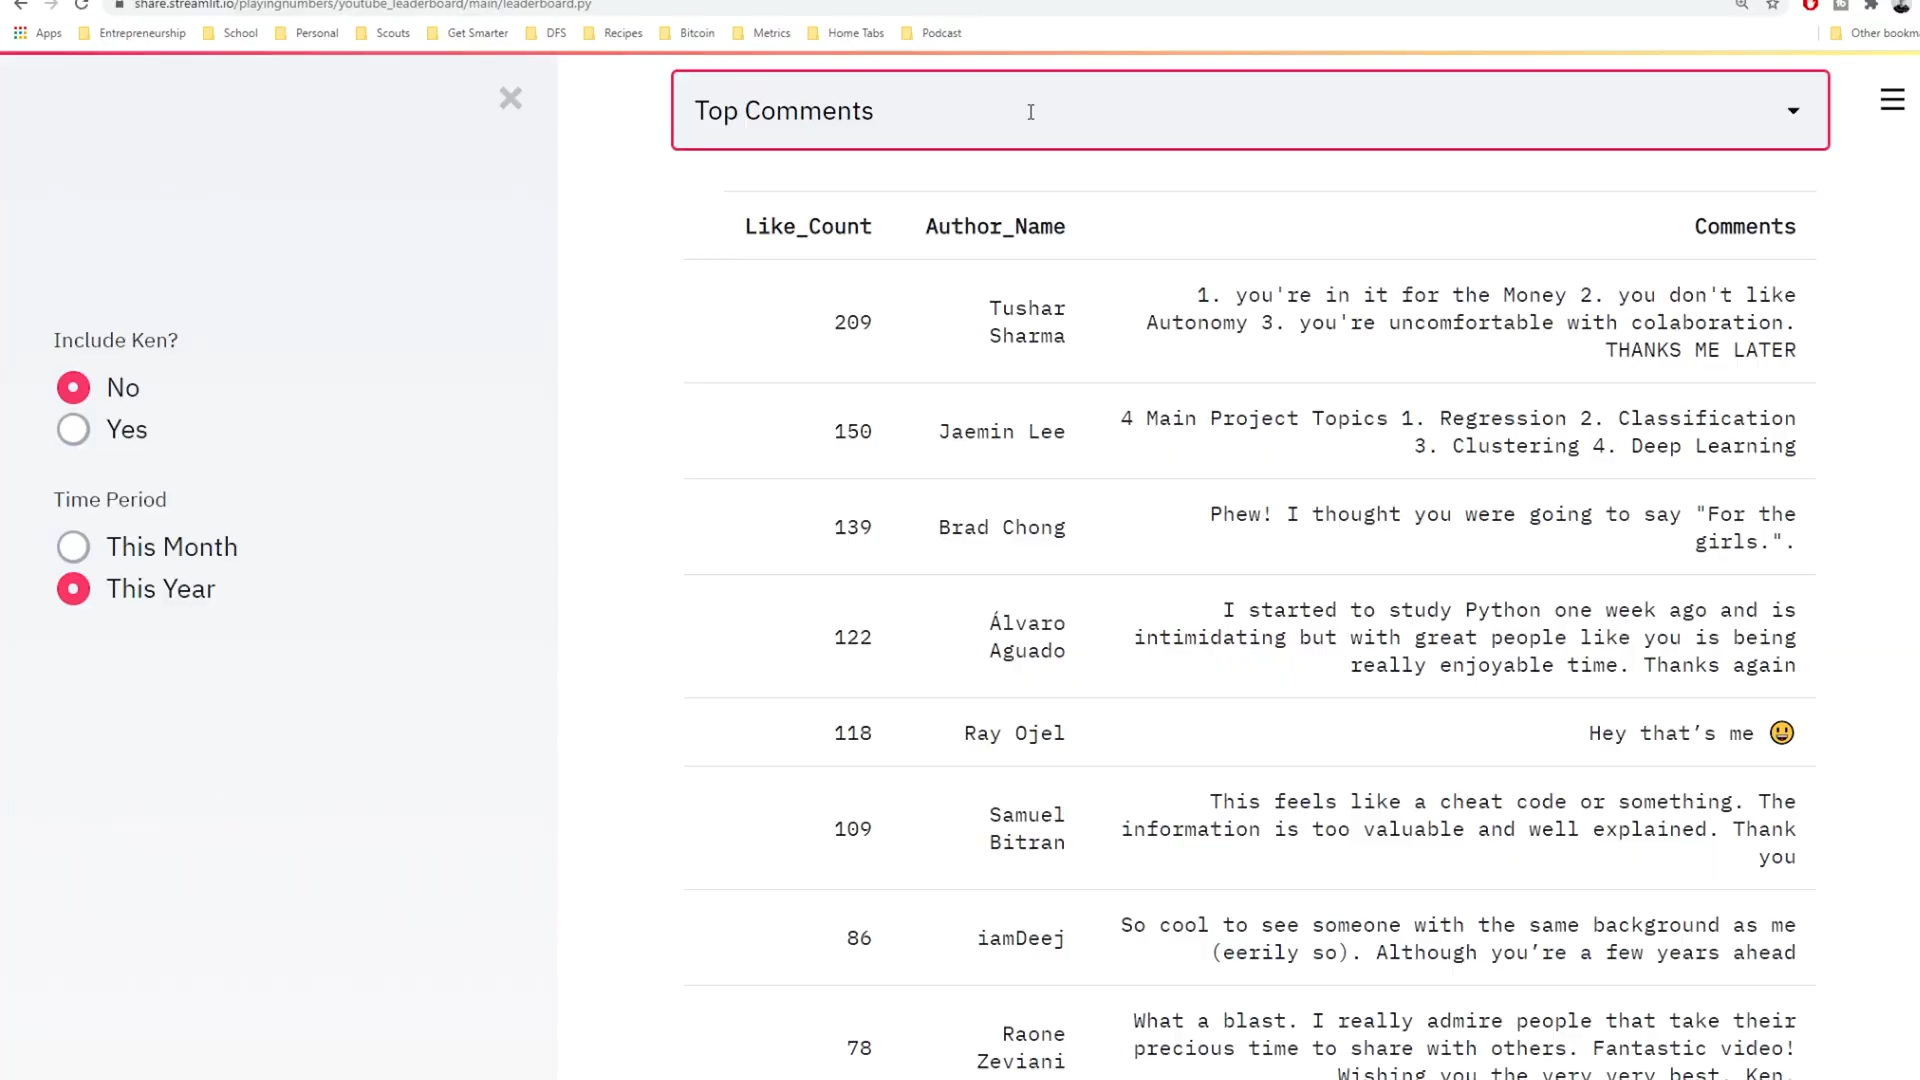 share.streamlit.io/playingnumbers/youtube_leaderboard/main/leaderboard.py
Apps Entrepreneurship School Personal Scouts Get Smarter DFS Recipes Bitcoin Metrics Home Tabs Podcast Other bookma
Top Comments
Include Ken?
No
Yes
Time Period
This Month
This Year
Like_Count Author_Name Comments
209 Tushar Sharma 1. you're in it for the Money 2. you don't like
Autonomy 3. you're uncomfortable with colaboration.
THANKS ME LATER
150 Jaemin Lee 4 Main Project Topics 1. Regression 2. Classification
3. Clustering 4. Deep Learning
139 Brad Chong Phew! I thought you were going to say "For the
girls.".
122 Álvaro Aguado I started to study Python one week ago and is
intimidating but with great people like you is being
really enjoyable time. Thanks again
118 Ray Ojel Hey that’s me 😃
109 Samuel Bitran This feels like a cheat code or something. The
information is too valuable and well explained. Thank
you
86 iamDeej So cool to see someone with the same background as me
(eerily so). Although you’re a few years ahead
78 Raone Zeviani What a blast. I really admire people that take their
precious time to share with others. Fantastic video!
Wishing you the very very best, Ken.